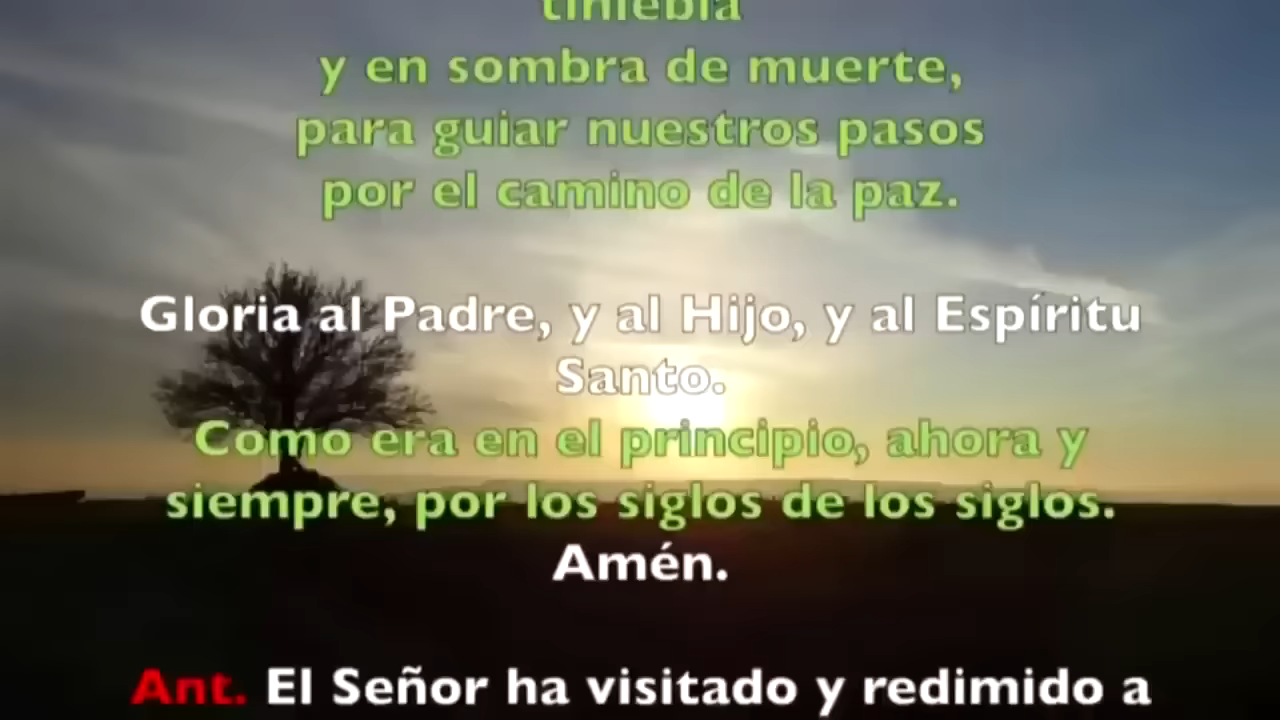 tiniebla
y en sombra de muerte,
para guiar nuestros pasos
por el camino de la paz.
Gloria al Padre, y al Hijo, y al Espíritu
Santo.
Como era en el principio, ahora y
siempre, por los siglos de los siglos.
Amén.
Ant. El Señor ha visitado y redimido a